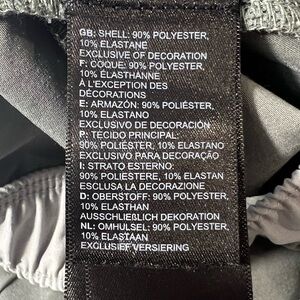 GB: SHELL: 90% POLYESTER,
10% ELASTANE
EXCLUSIVE OF DECORATION
F: COQUE: 90% POLYESTER,
10% ÉLASTHANNE
À L'EXCEPTION DES
DÉCORATIONS
E: ARMAZÓN: 90% POLIÉSTER,
10% ELASTANO
EXCLUSIVO DE DECORACIÓN
P: TECIDO PRINCIPAL:
90% POLIÉSTER, 10% ELASTANO
EXCLUSIVO PARA DECORAÇÃO
I: STRATO ESTERNO:
90% POLIESTERE, 10% ELASTAN
ESCLUSA LA DECORAZIONE
D: OBERSTOFF: 90% POLYESTER,
10% ELASTHAN
AUSSCHLIEßLICH DEKORATION
NL: OMHULSEL: 90% POLYESTER,
10% ELASTAAN
EXCLUSIEF VERSIERING